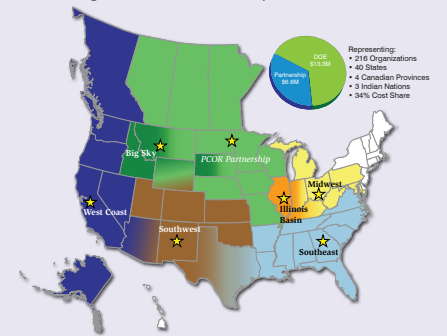 DOE
$13.3M
Partnership
$6.6M
Representing:
• 216 Organizations
• 40 States
• 4 Canadian Provinces
• 3 Indian Nations
• 34% Cost Share
Big Sky
PCOR Partnership
Midwest
West Coast
Illinois
Basin
Southwest
Southeast